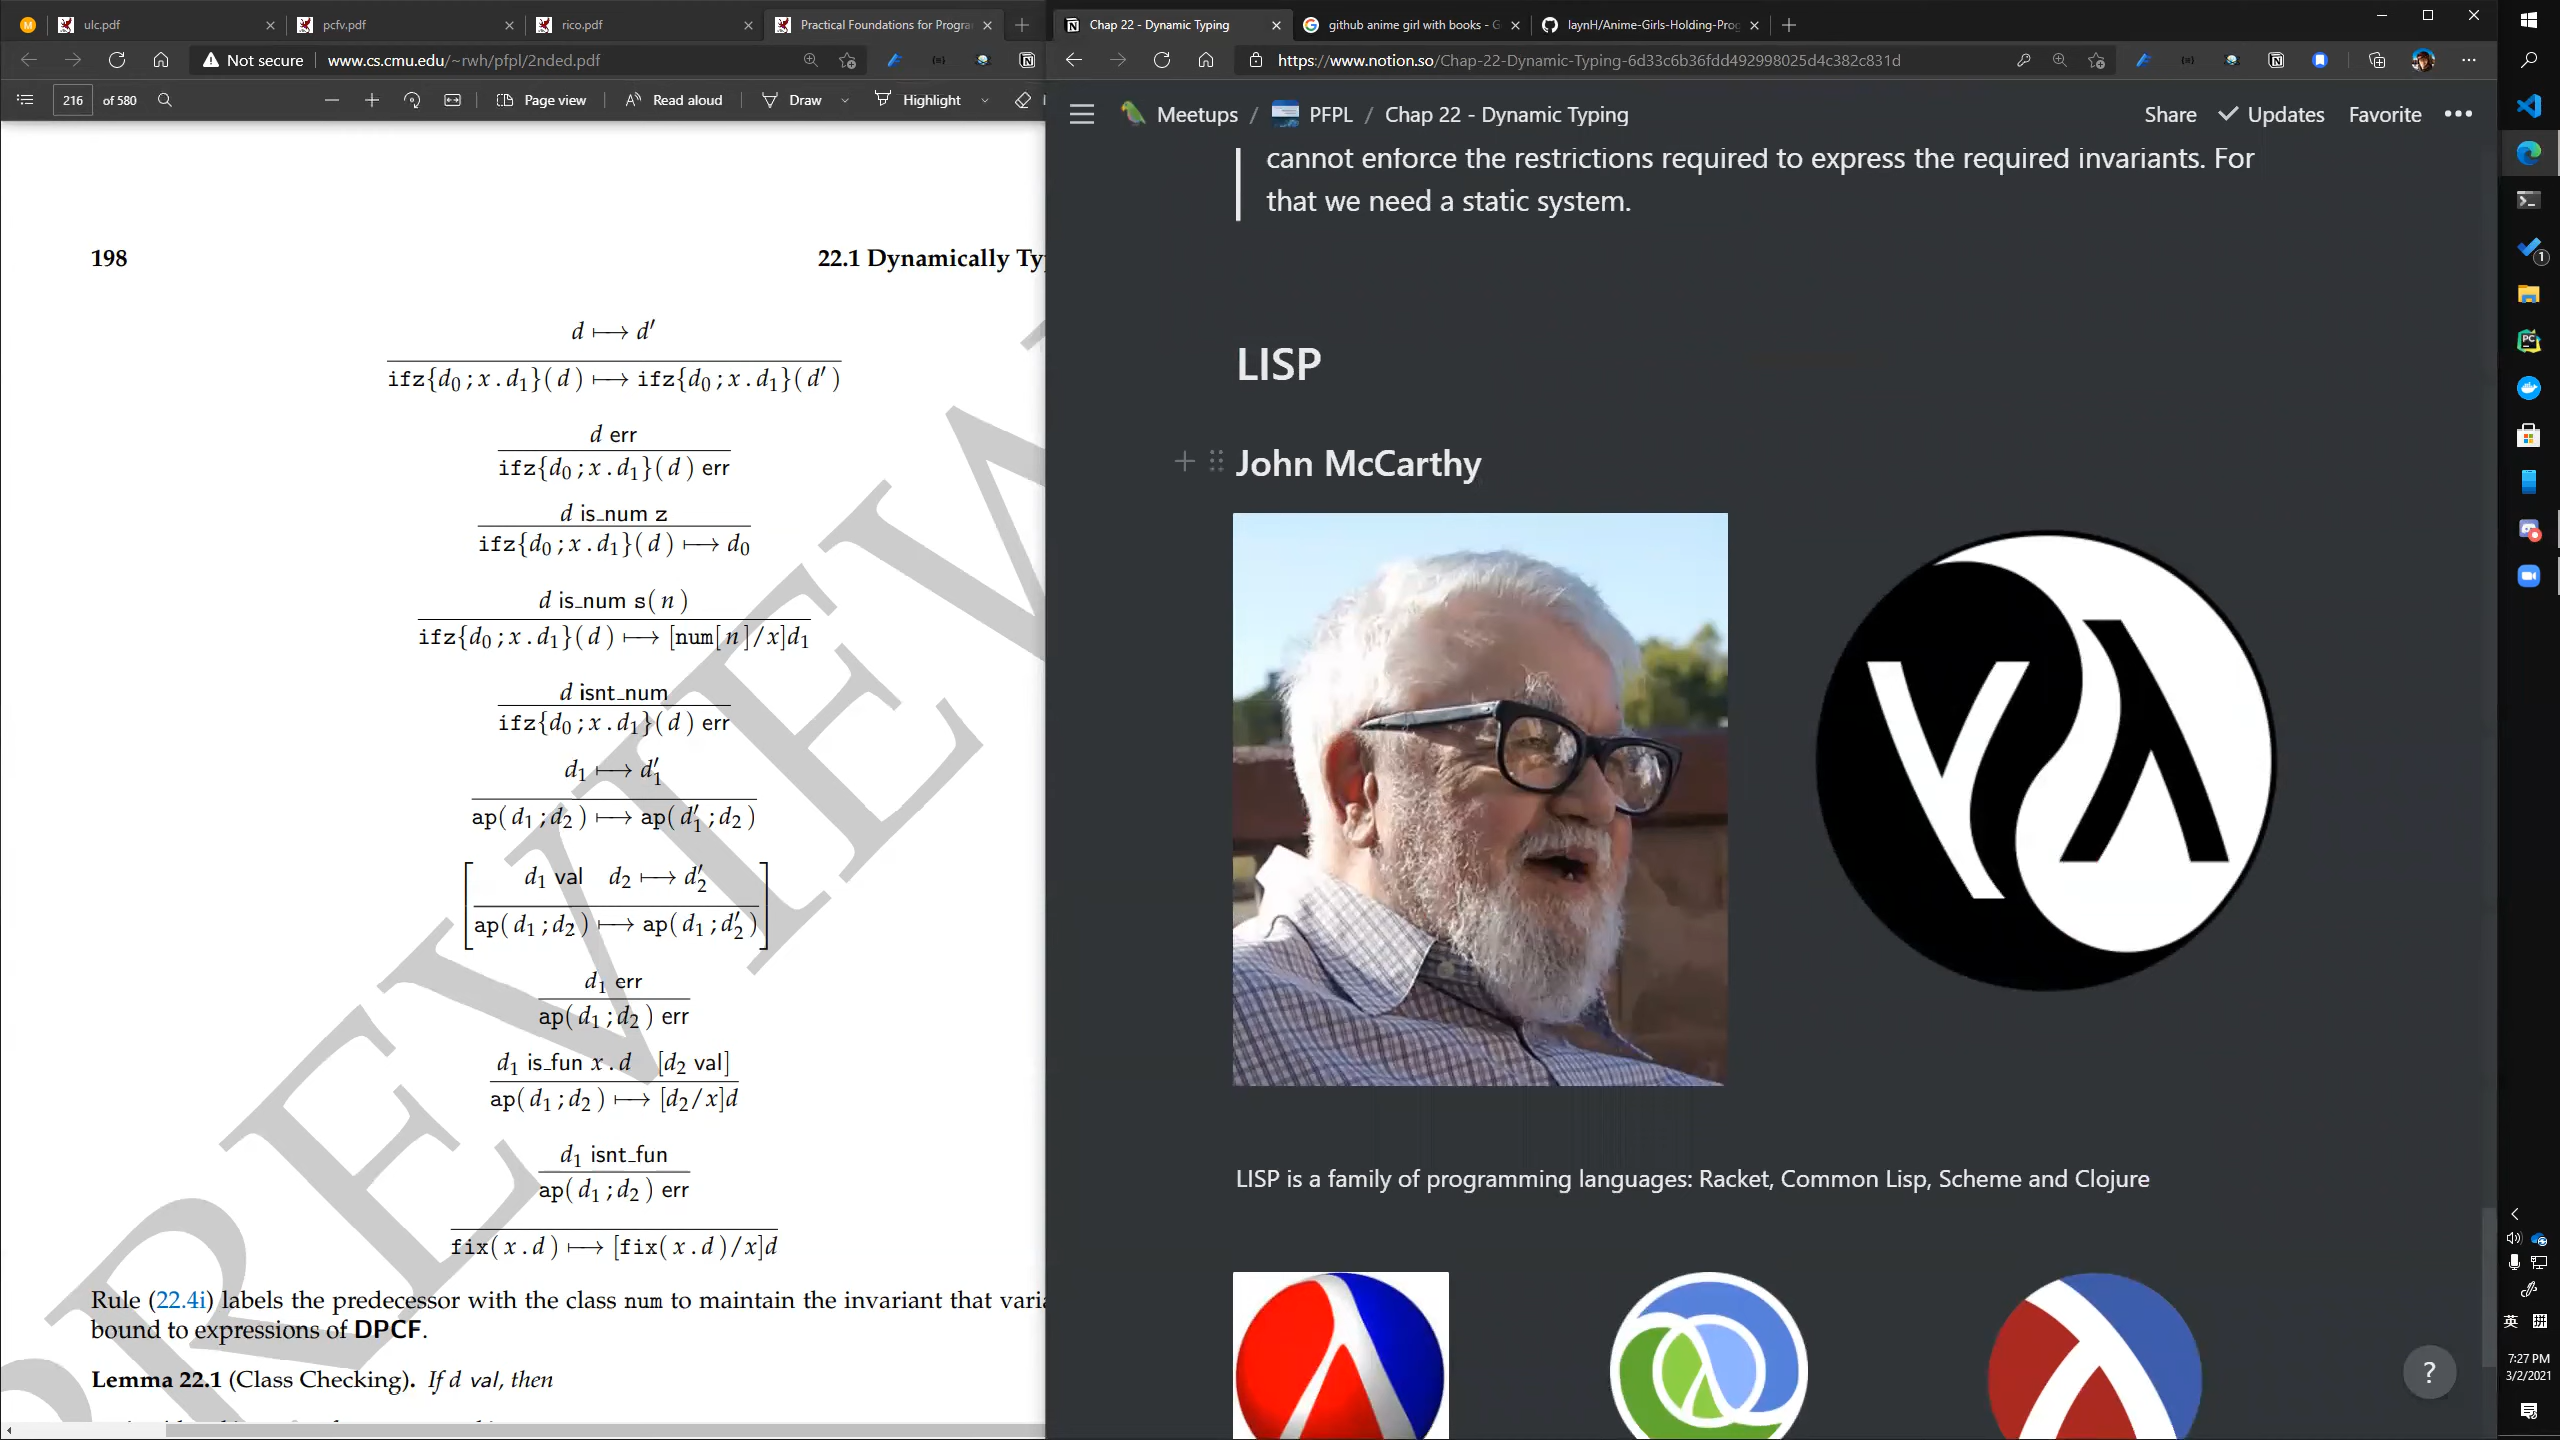 ulc.pdf
pcfv.pdf
rico.pdf
Practical Foundations for Progra
Not secure
www.cs.cmu.edu/~rwh/pfpl/2nded.pdf
216 of 580
Page view
Read aloud
Draw
Highlight
198
22.1 Dynamically Ty
d ⟼ d′
ifz{d₀;x.d₁}(d) ⟼ ifz{d₀;x.d₁}(d′)
d err
ifz{d₀;x.d₁}(d) err
d is_num z
ifz{d₀;x.d₁}(d) ⟼ d₀
d is_num s(n)
ifz{d₀;x.d₁}(d) ⟼ [num[n]/x]d₁
d isnt_num
ifz{d₀;x.d₁}(d) err
d₁ ⟼ d₁′
ap(d₁;d₂) ⟼ ap(d₁′;d₂)
d₁ val d₂ ⟼ d₂′
ap(d₁;d₂) ⟼ ap(d₁;d₂′)
d₁ err
ap(d₁;d₂) err
d₁ is_fun x.d [d₂ val]
ap(d₁;d₂) ⟼ [d₂/x]d
d₁ isnt_fun
ap(d₁;d₂) err
fix(x.d) ⟼ [fix(x.d)/x]d
Rule (22.4i) labels the predecessor with the class num to maintain the invariant that varia
bound to expressions of DPCF.
Lemma 22.1 (Class Checking). If d val, then
PREVIEW
Chap 22 - Dynamic Typing
github anime girl with books - G
laynH/Anime-Girls-Holding-Prog
https://www.notion.so/Chap-22-Dynamic-Typing-6d33c6b36fdd492998025d4c382c831d
Meetups / PFPL / Chap 22 - Dynamic Typing
Share
Updates
Favorite
cannot enforce the restrictions required to express the required invariants. For
that we need a static system.
LISP
John McCarthy
LISP is a family of programming languages: Racket, Common Lisp, Scheme and Clojure
?
英 拼
7:27 PM
3/2/2021